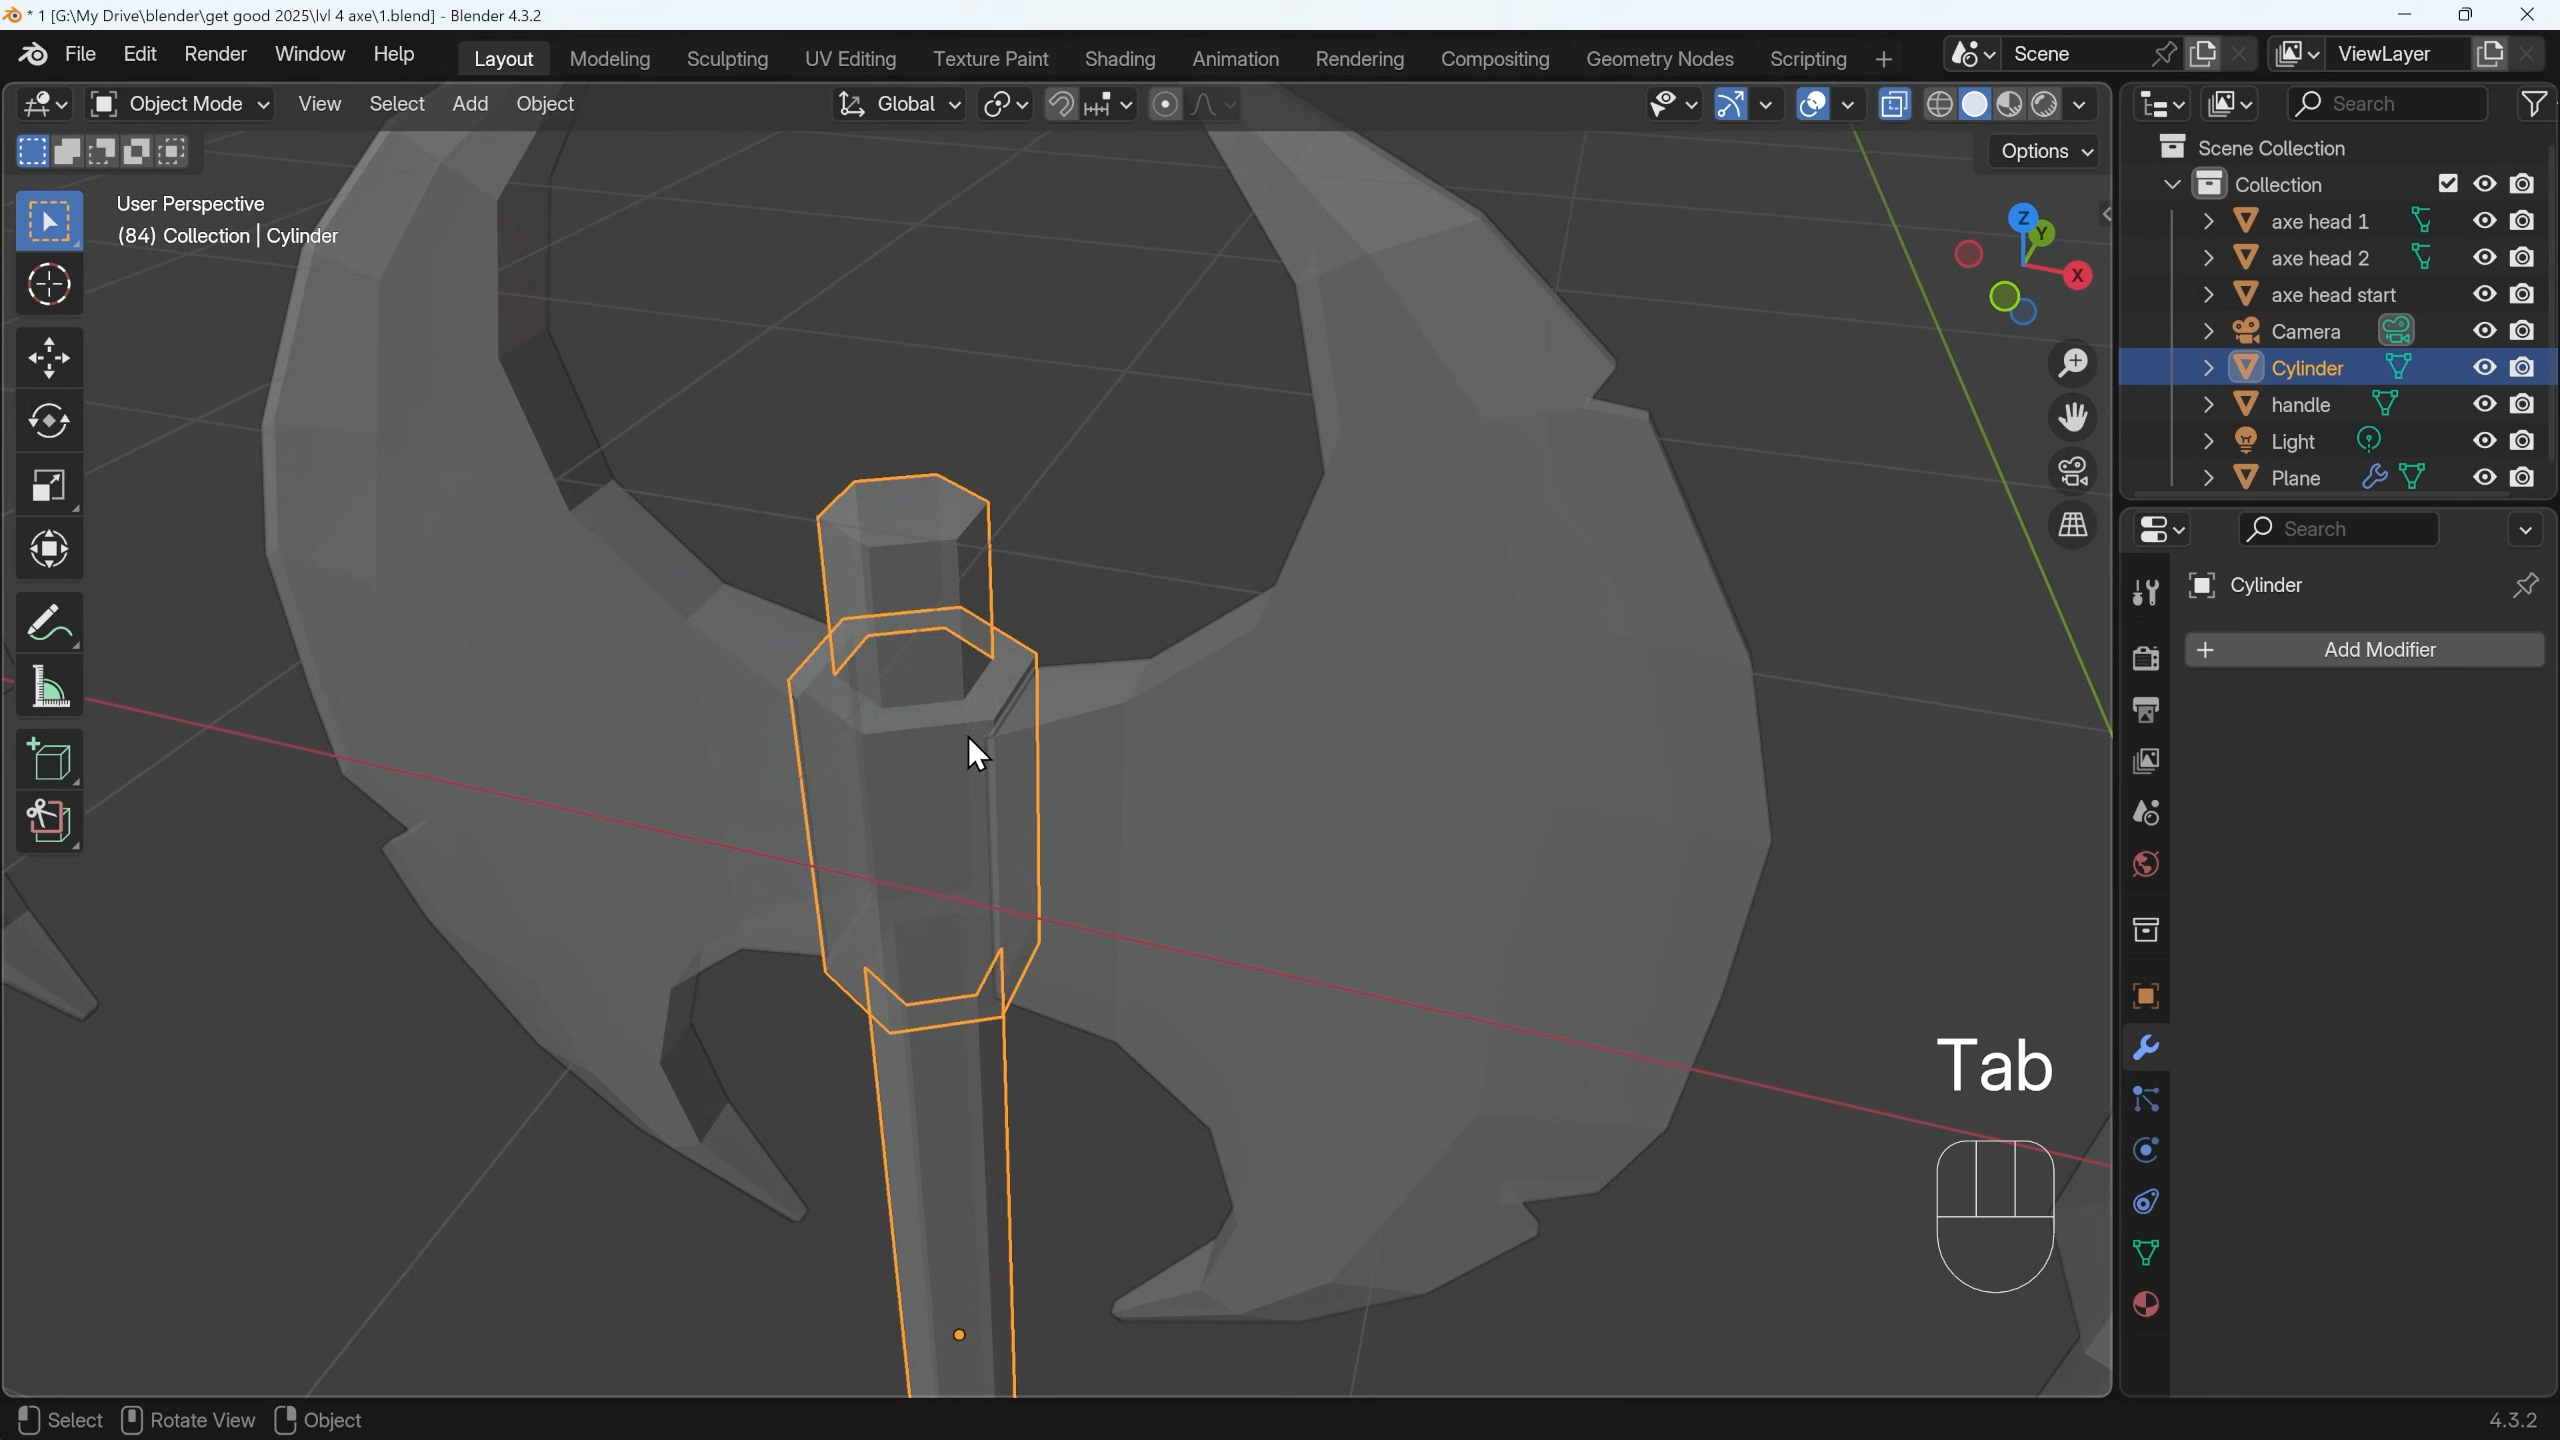 * 1 [G:\My Drive\blender\get good 2025\lvl 4 axe\1.blend] - Blender 4.3.2
File Edit Render Window Help Layout Modeling Sculpting UV Editing Texture Paint Shading Animation Rendering Compositing Geometry Nodes Scripting + Scene ViewLayer
Object Mode View Select Add Object Global Search
Options
User Perspective
(84) Collection | Cylinder
Z
Y
X
Scene Collection
Collection
axe head 1
axe head 2
axe head start
Camera
Cylinder
handle
Light
Plane
Search
Cylinder
+ Add Modifier
Tab
Select Rotate View Object 4.3.2